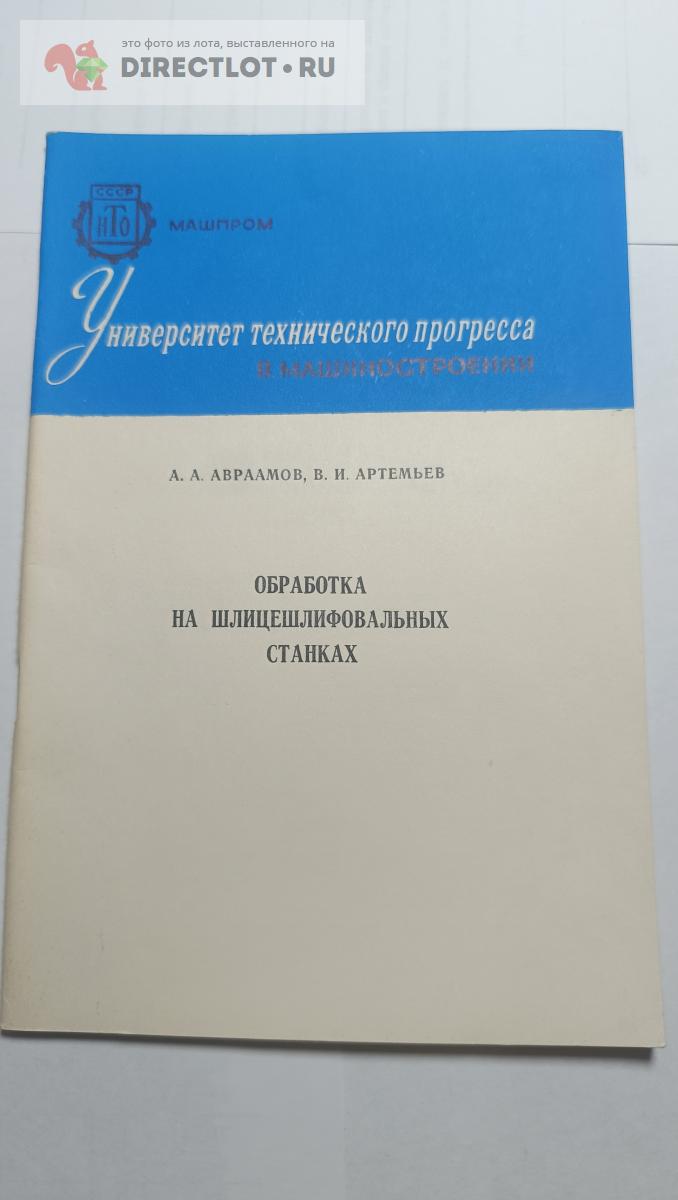 это фото из лота, выставленного на
DIRECTLOT•RU
СССР
НТО
МАШПРОМ
Университет технического прогресса
В МАШИНОСТРОЕНИИ
А. А. АВРААМОВ, В. И. АРТЕМЬЕВ
ОБРАБОТКА
НА ШЛИЦЕШЛИФОВАЛЬНЫХ
СТАНКАХ